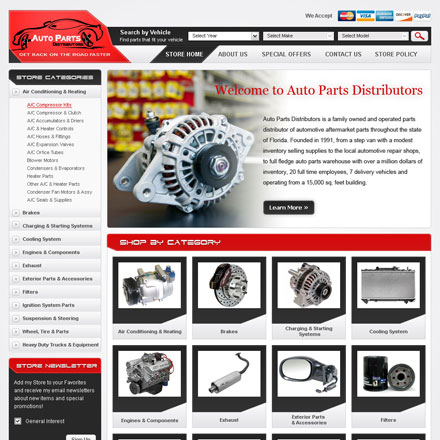 We Accept VISA DISCOVER PayPal
AUTO PARTS
DISTRIBUTORS
GET BACK ON THE ROAD FASTER
Search by Vehicle
Find parts that fit your vehicle
Select Year
Select Make
Select Model
STORE HOME ABOUT US SPECIAL OFFERS CONTACT US STORE POLICY
STORE CATEGORIES
Air Conditioning & Heating
A/C Compressor Kits
A/C Compressor & Clutch
A/C Accumulators & Driers
A/C & Heater Controls
A/C Hoses & Fittings
A/C Expansion Valves
A/C Orifice Tubes
Blower Motors
Condensers & Evaporators
Heater Parts
Other A/C & Heater Parts
Condenser Fan Motors & Assy
A/C Seals & Supplies
Brakes
Charging & Starting Systems
Cooling System
Engines & Components
Exhaust
Exterior Parts & Accessories
Filters
Ignition System Parts
Suspension & Steering
Wheel, Tire & Parts
Heavy Duty Trucks & Equipment
STORE NEWSLETTER
Add my Store to your Favorites
and receive my email newsletters
about new items and special
promotions!
General Interest
Sign Up
Welcome to Auto Parts Distributors
Auto Parts Distributors is a family owned and operated parts
distributor of automotive aftermarket parts throughout the state
of Florida. Founded in 1991, from a step van with a modest
inventory selling supplies to the local automotive repair shops,
to full fledge auto parts warehouse with over a million dollars of
inventory, 20 full time employees, 7 delivery vehicles and
operating from a 15,000 sq. feet building.
Learn More »
SHOP BY CATEGORY
Air Conditioning & Heating
Brakes
Charging & Starting
Systems
Cooling System
Engines & Components
Exhaust
Exterior Parts
& Accessories
Filters